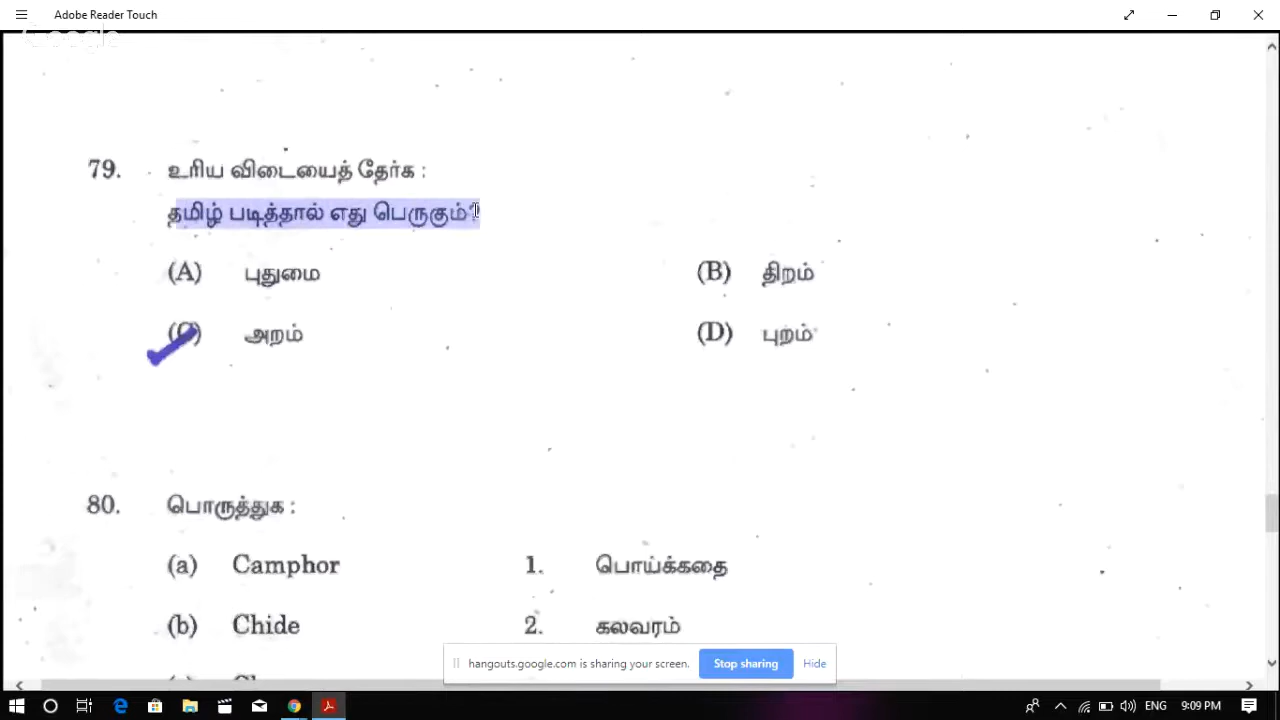 Adobe Reader Touch
Google
79. உரிய விடையைத் தேர்க :
தமிழ் படித்தால் எது பெருகும்?
(A) புதுமை (B) திறம்
(C) அறம் (D) புறம்
80. பொருத்துக :
(a) Camphor 1. பொய்க்கதை
(b) Chide 2. கலவரம்
hangouts.google.com is sharing your screen. Stop sharing Hide
ENG 9:09 PM